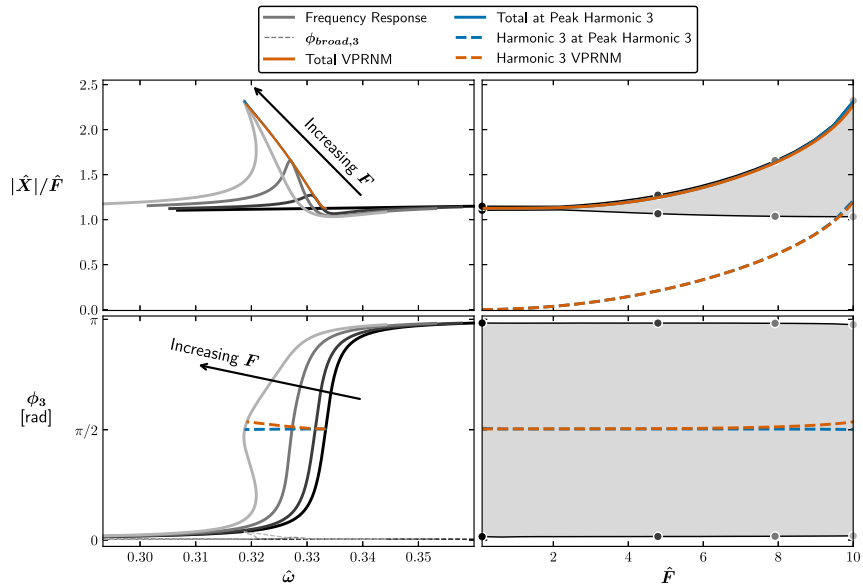 Frequency Response
ϕ_broad,3
Total VPRNM
Total at Peak Harmonic 3
Harmonic 3 at Peak Harmonic 3
Harmonic 3 VPRNM
2.5
2.0
1.5
1.0
0.5
0.0
|X̂|/F̂
Increasing F
π
π/2
0
ϕ₃
[rad]
Increasing F
0.30
0.31
0.32
0.33
0.34
0.35
ω̂
2
4
6
8
10
F̂